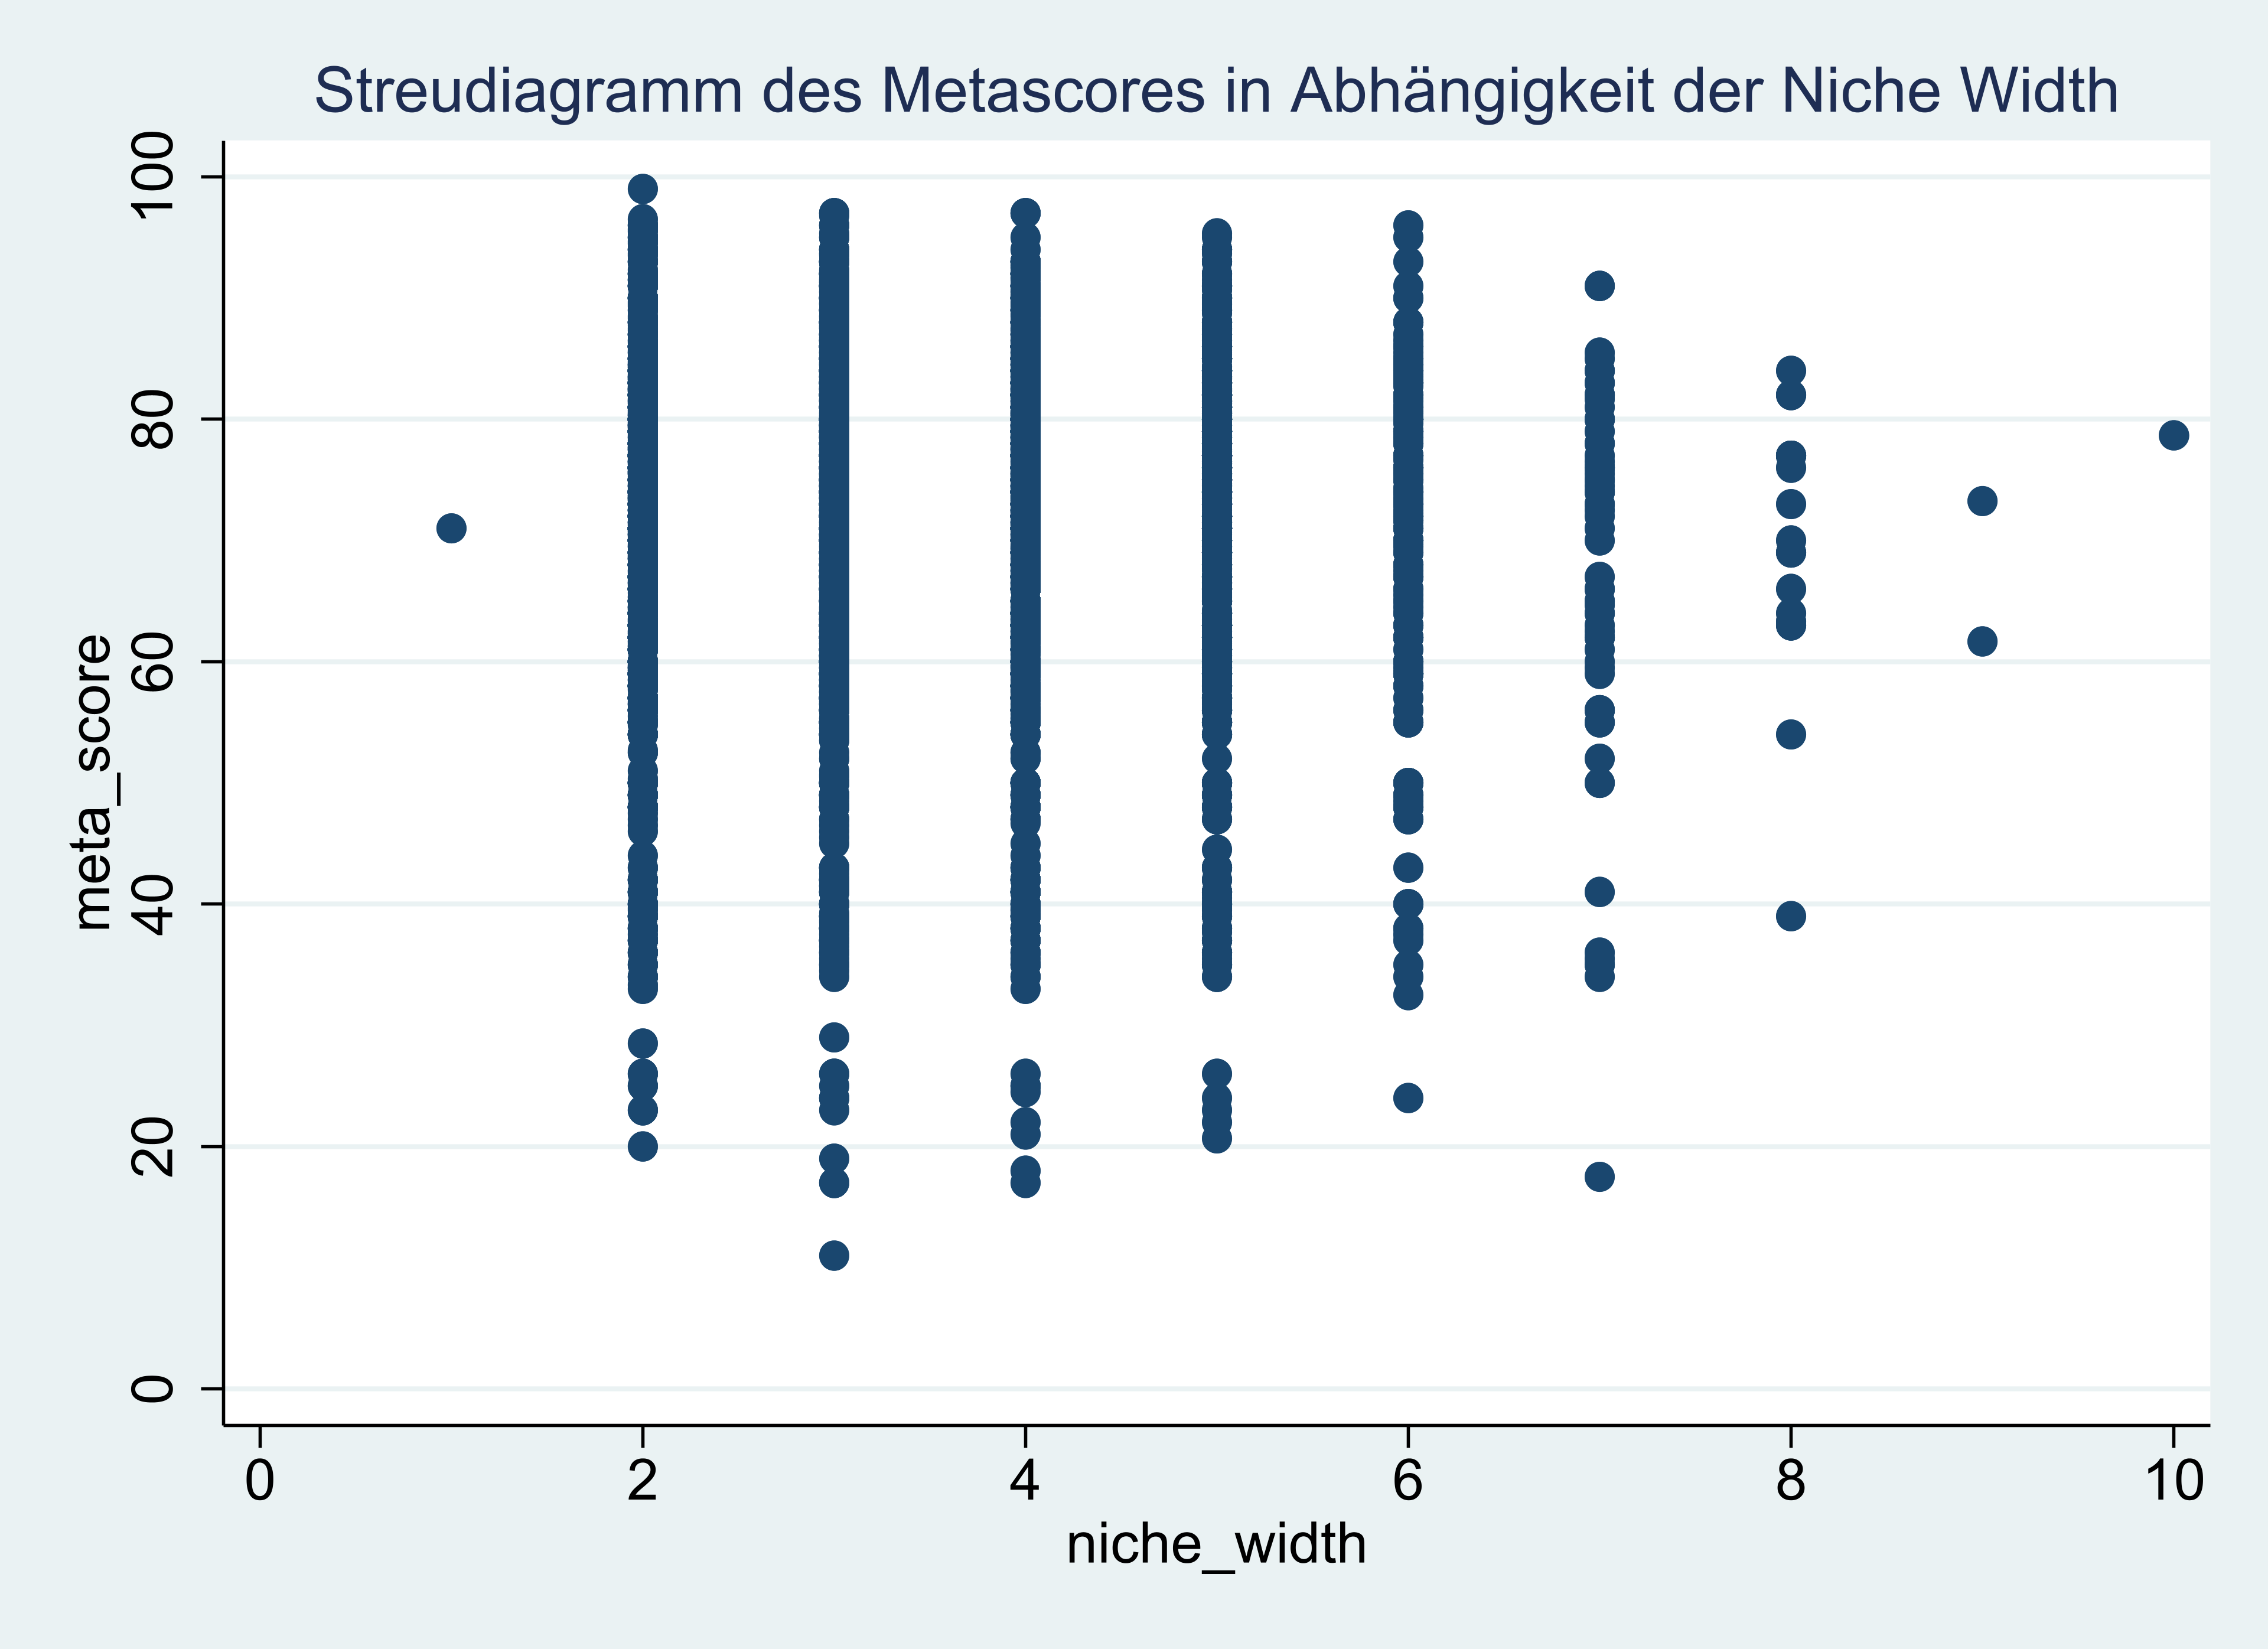 Streudiagramm des Metascores in Abhängigkeit der Niche Width
100
80
60
40
20
0
meta_score
0 2 4 6 8 10
niche_width